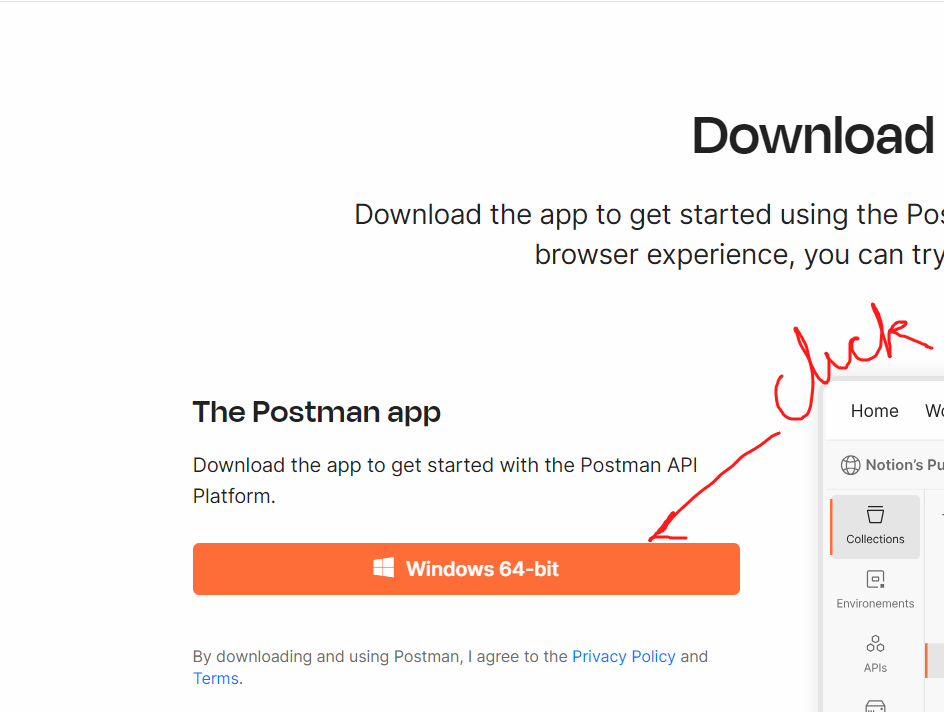 Download
Download the app to get started using the Pos
browser experience, you can try
click
The Postman app
Home Wo
Download the app to get started with the Postman API
Platform.
Notion's Pu
Collections
Windows 64-bit
Environements
By downloading and using Postman, I agree to the Privacy Policy and
Terms.
APIs